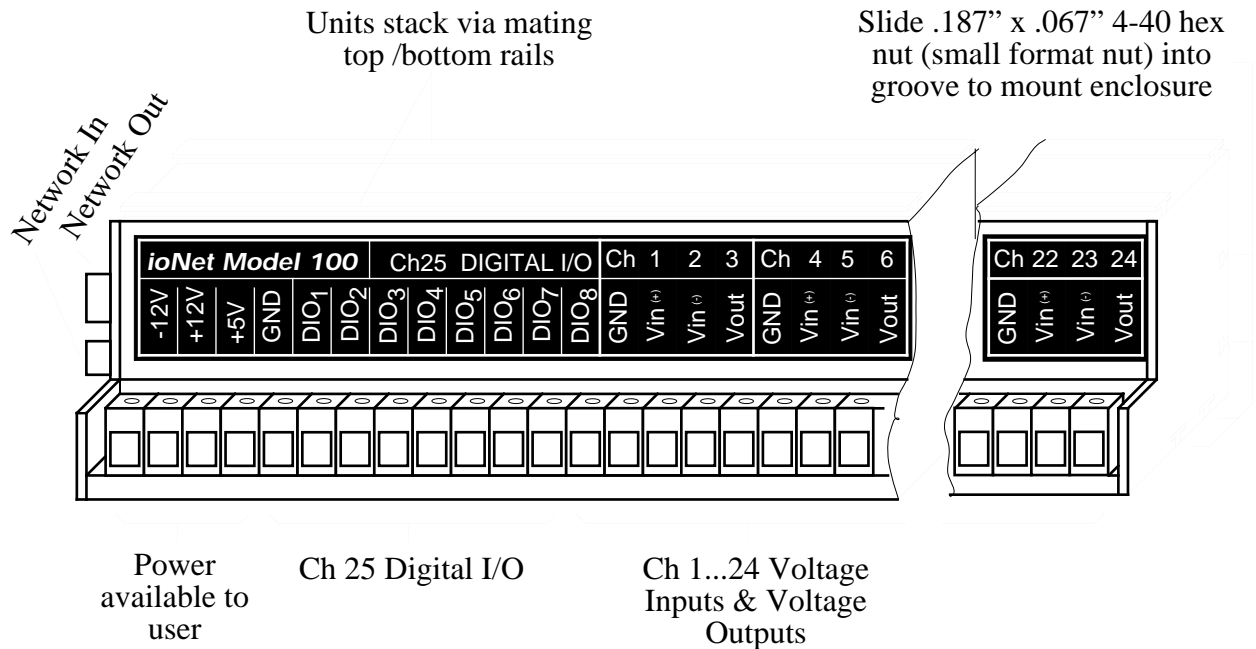 Units stack via mating
top /bottom rails
Slide .187” x .067” 4-40 hex
nut (small format nut) into
groove to mount enclosure
Network In
Network Out
ioNet Model 100 Ch25 DIGITAL I/O Ch 1 2 3 Ch 4 5 6 Ch 22 23 24
-12V +12V +5V GND DIO1 DIO2 DIO3 DIO4 DIO5 DIO6 DIO7 DIO8 GND Vin (+) Vin (-) Vout GND Vin (+) Vin (-) Vout GND Vin (+) Vin (-) Vout
Power
available to
user
Ch 25 Digital I/O
Ch 1...24 Voltage
Inputs & Voltage
Outputs